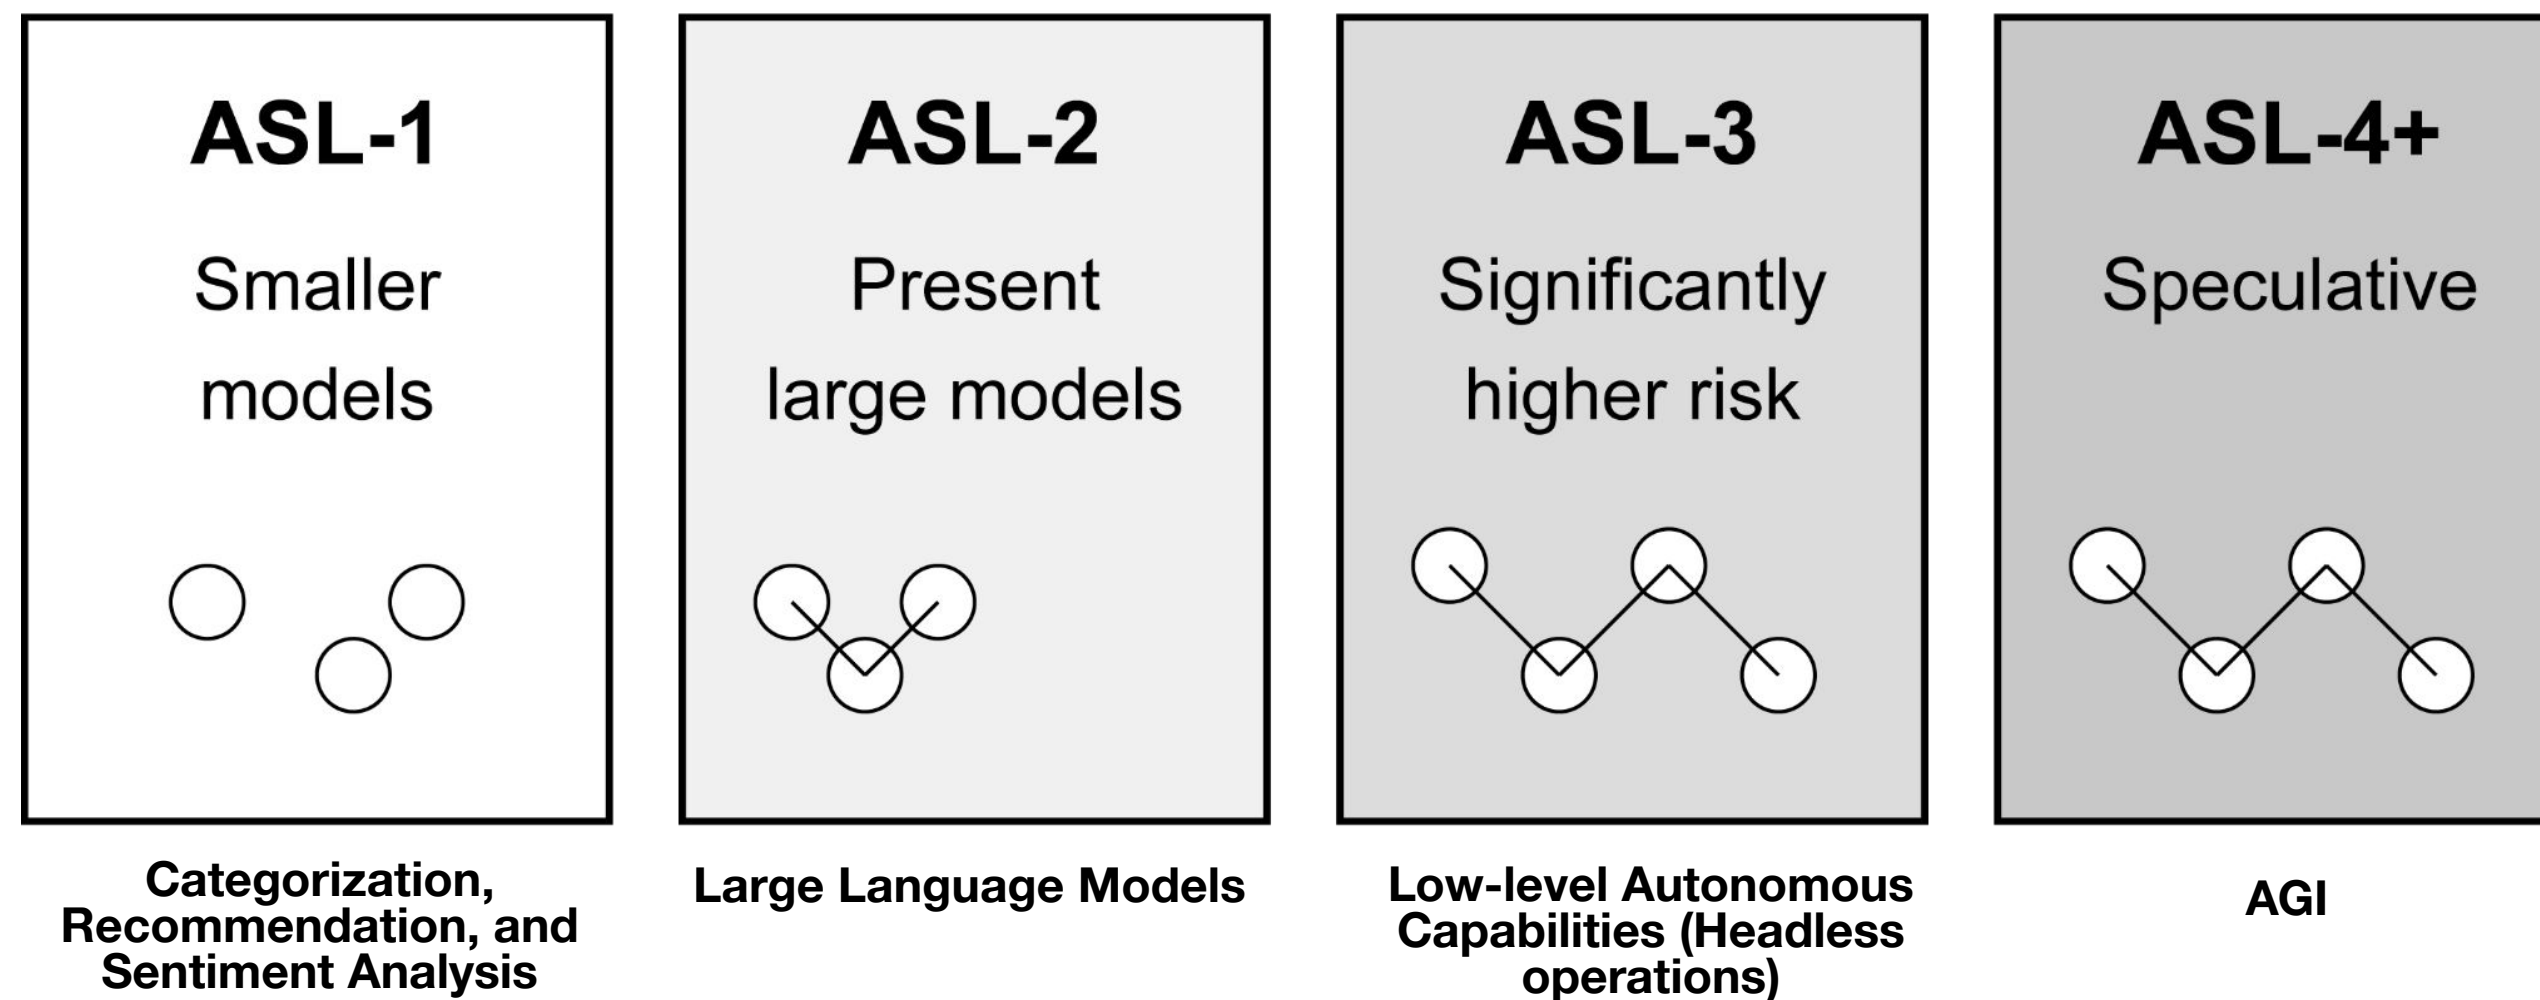 ASL-1
Smaller
models
Categorization,
Recommendation, and
Sentiment Analysis
ASL-2
Present
large models
Large Language Models
ASL-3
Significantly
higher risk
Low-level Autonomous
Capabilities (Headless
operations)
ASL-4+
Speculative
AGI